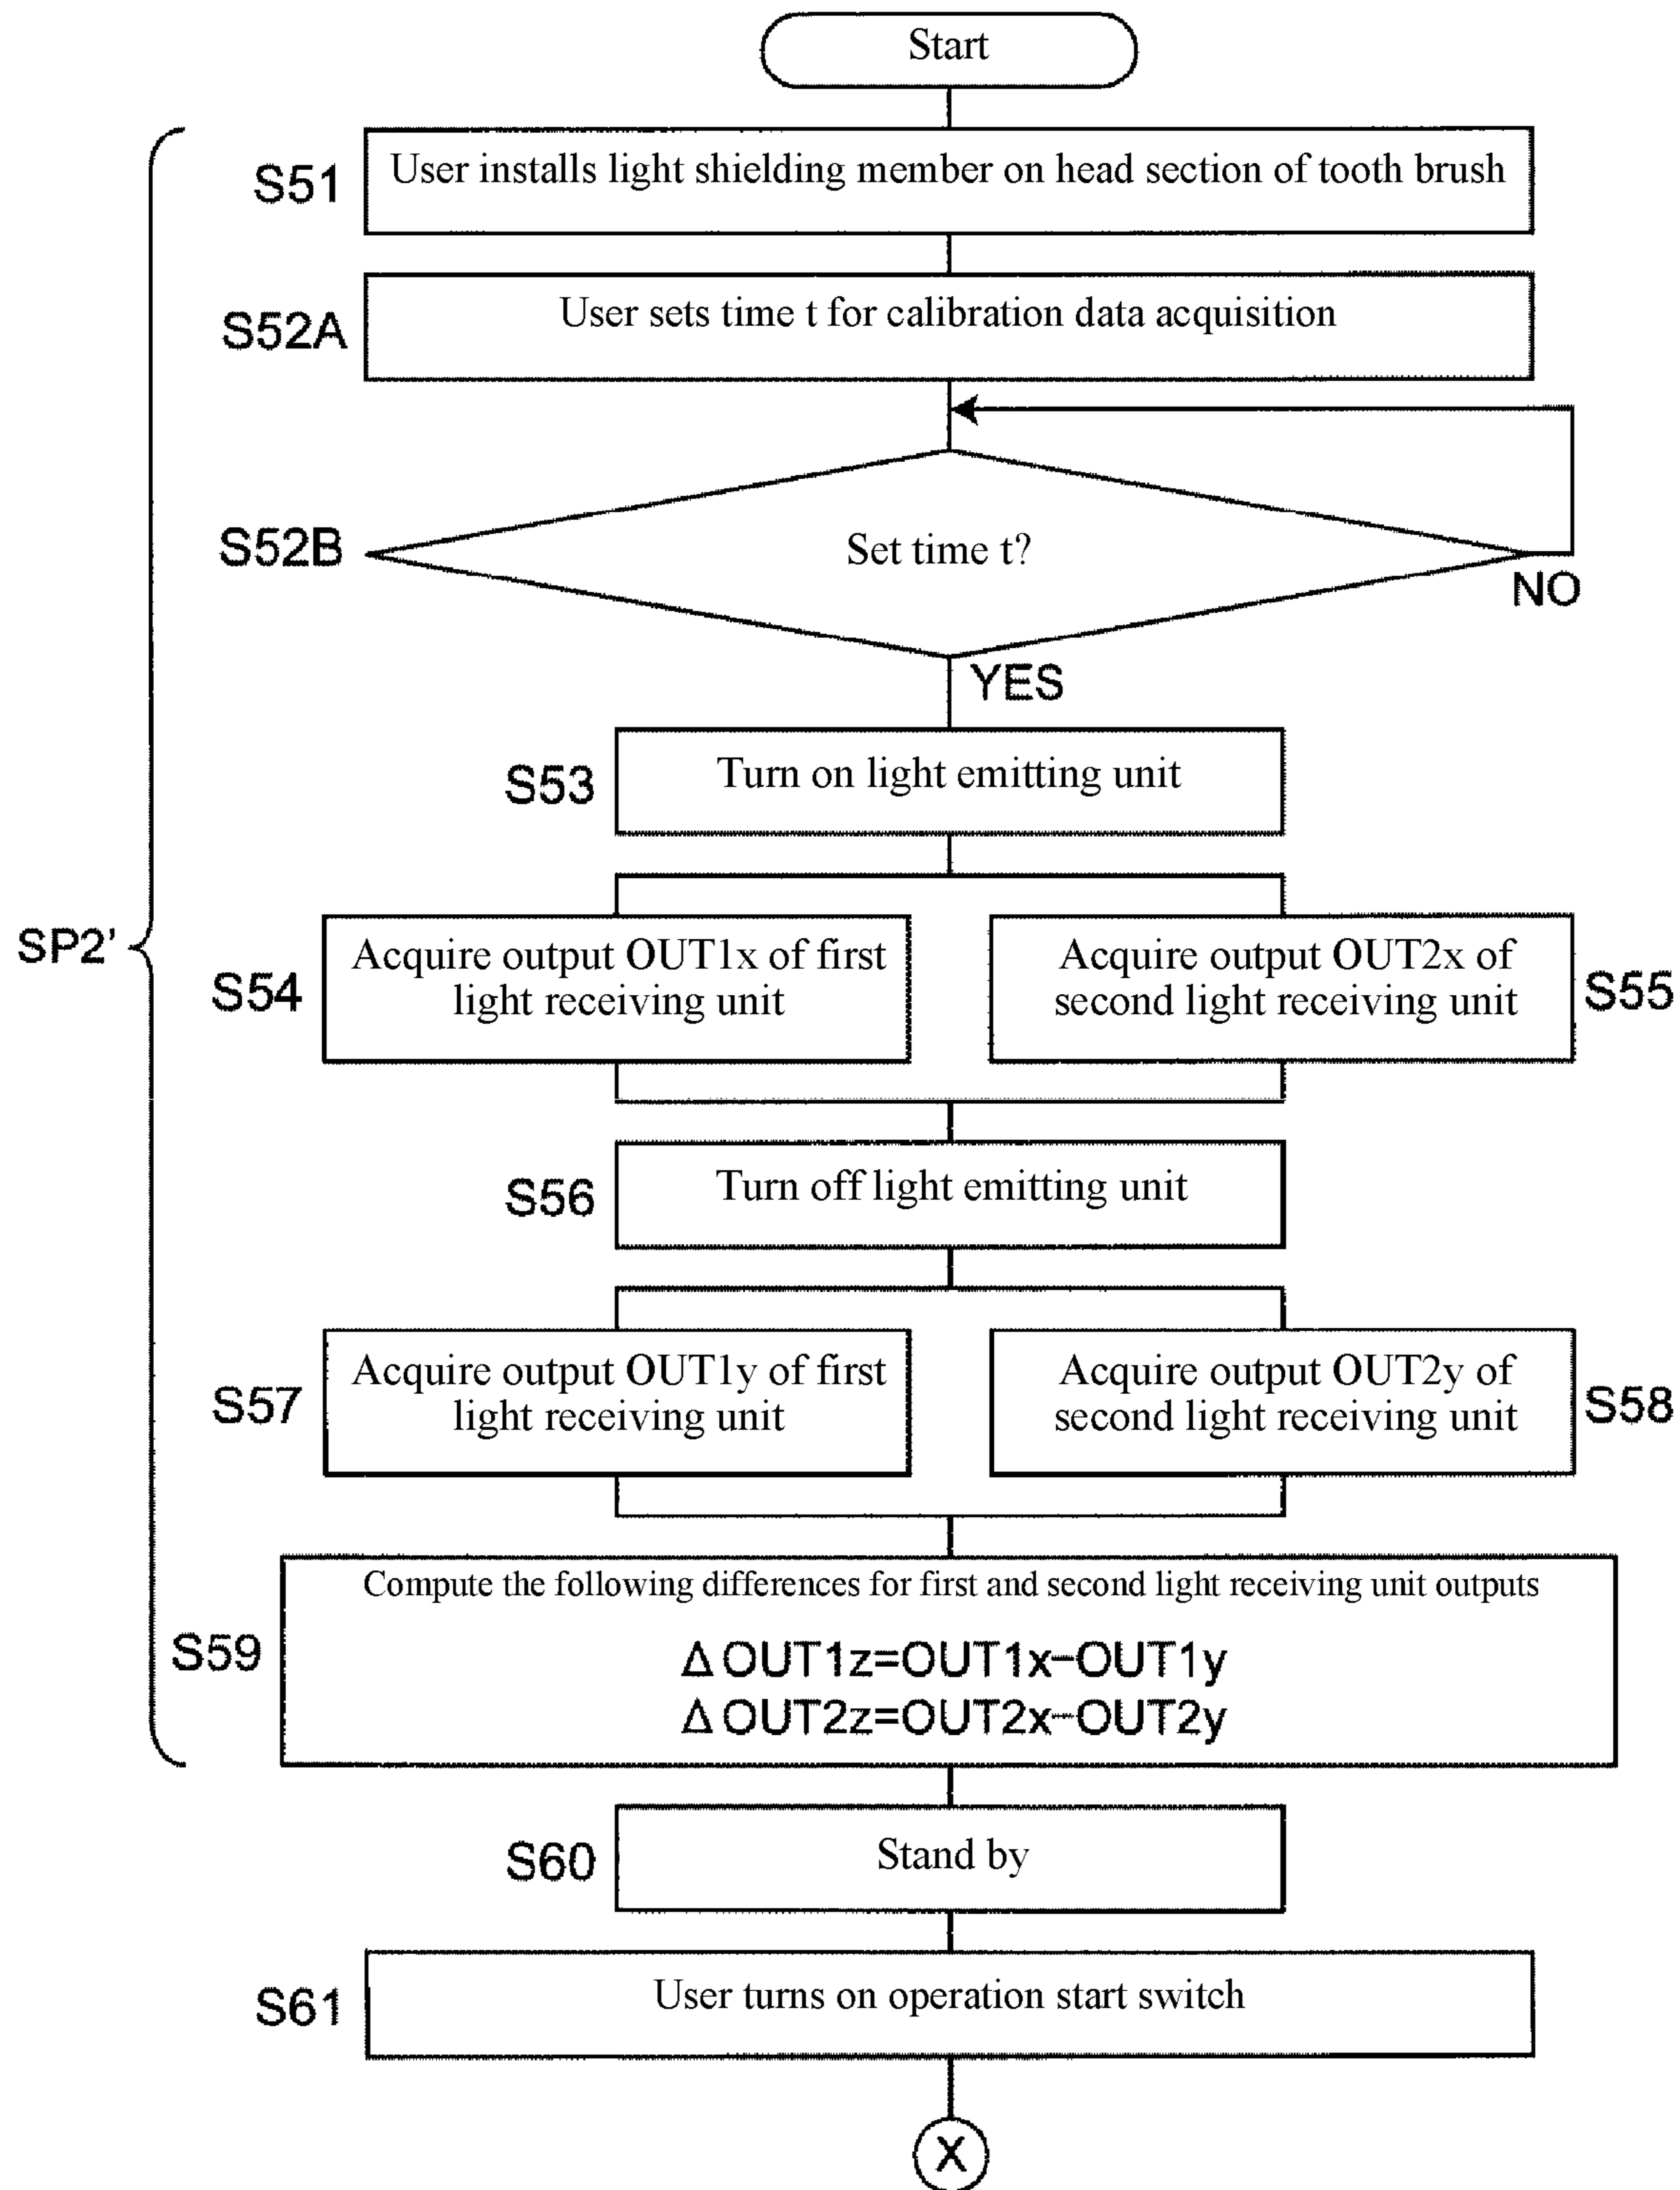 Start
S51
User installs light shielding member on head section of tooth brush
S52A
User sets time t for calibration data acquisition
S52B
Set time t?
NO
YES
S53
Turn on light emitting unit
SP2'
S54
Acquire output OUT1x of first
light receiving unit
Acquire output OUT2x of
second light receiving unit
S55
S56
Turn off light emitting unit
S57
Acquire output OUT1y of first
light receiving unit
Acquire output OUT2y of
second light receiving unit
S58
S59
Compute the following differences for first and second light receiving unit outputs
Δ OUT1z=OUT1x-OUT1y
Δ OUT2z=OUT2x-OUT2y
S60
Stand by
S61
User turns on operation start switch
X